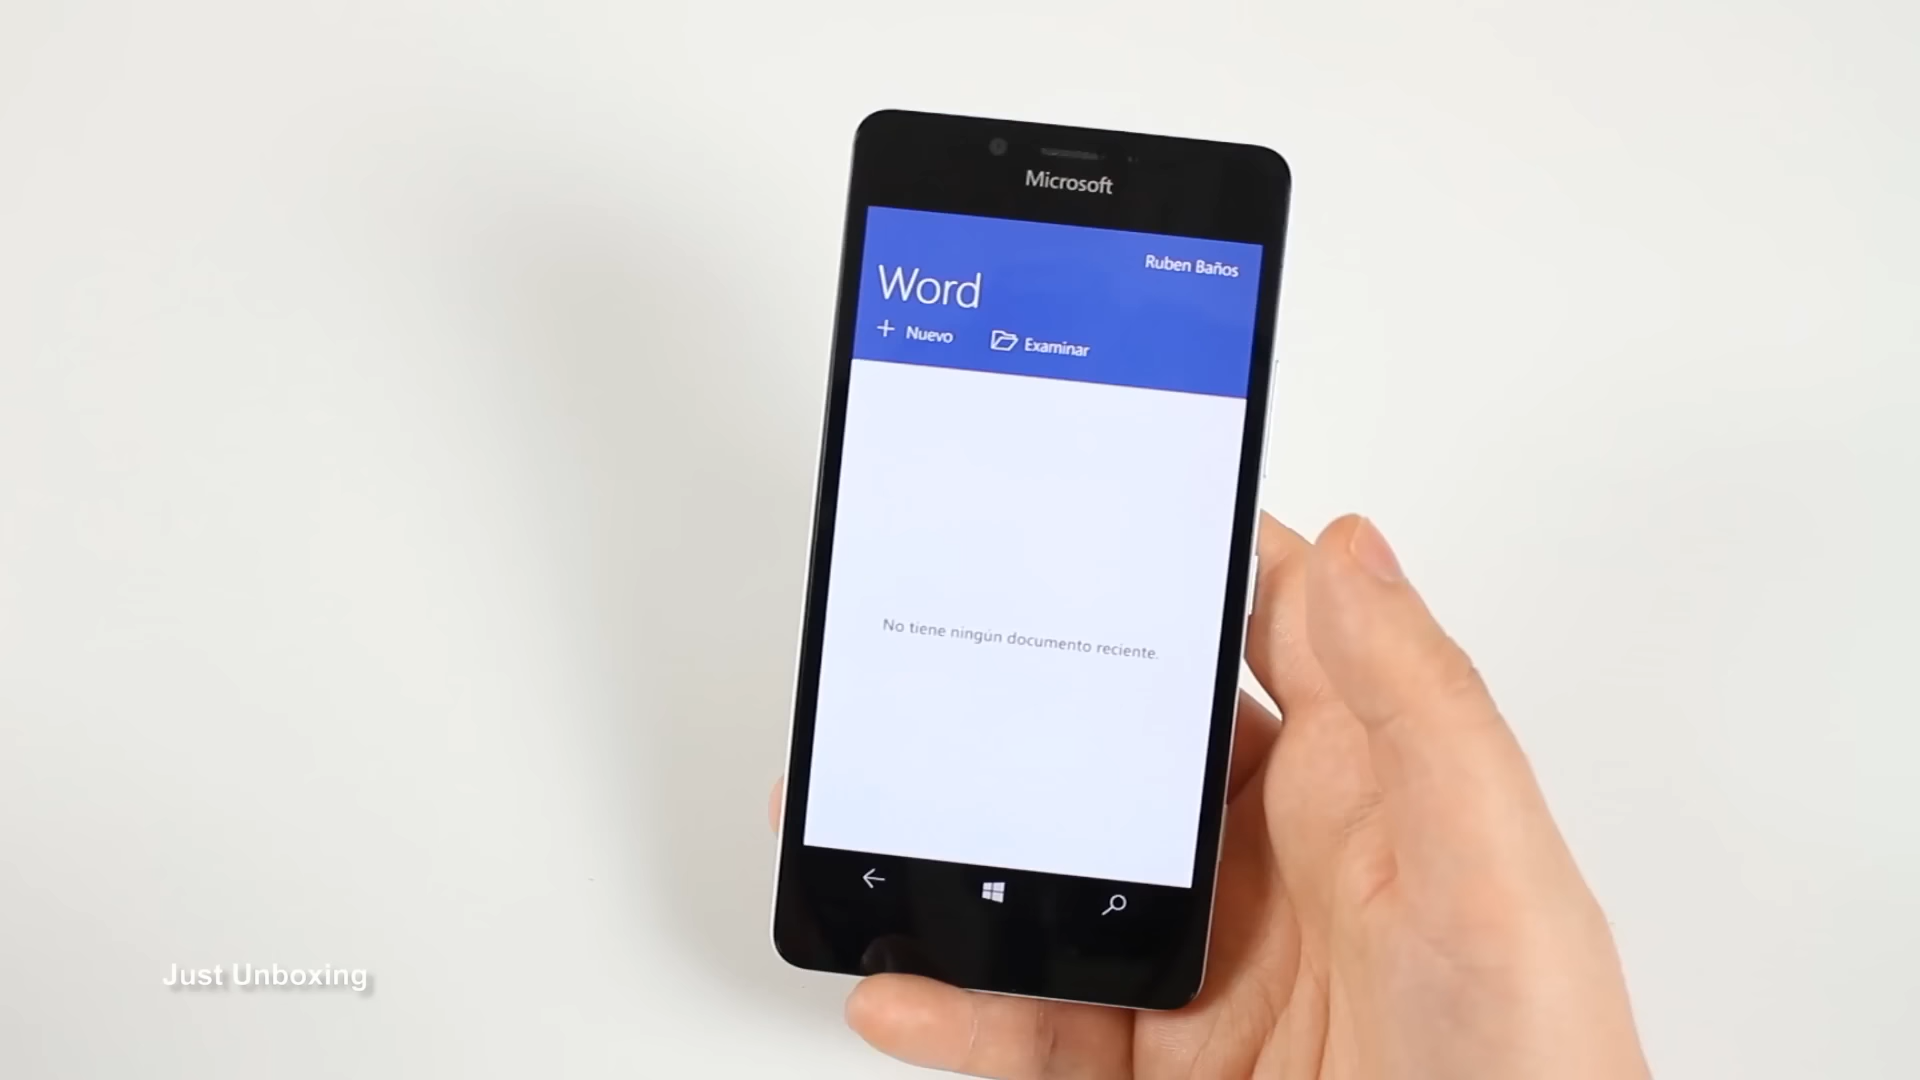 Microsoft
Ruben Baños
Word
Nuevo
Examinar
No tiene ningún documento reciente.
Just Unboxing